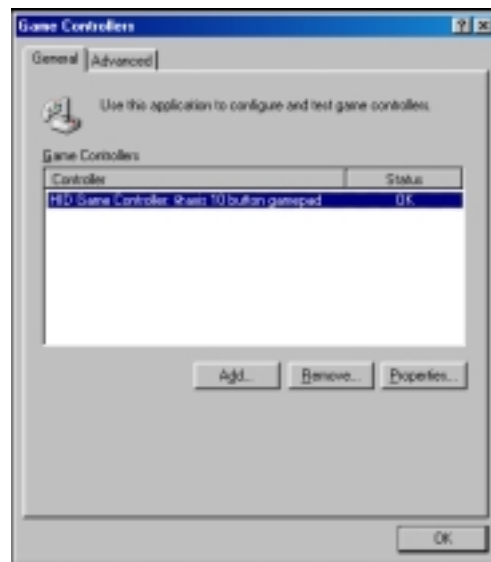 Game Controllers
General Advanced
Use this application to configure and test game controllers.
Game Controllers
Controller Status
HID Game Controller. 10 button gamepad OK
Add... Remove... Properties...
OK